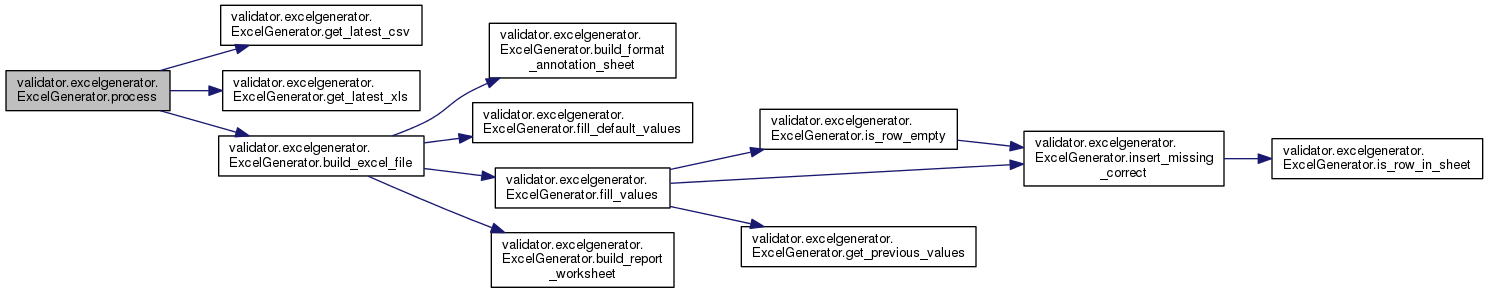 validator.excelgenerator.
ExcelGenerator.process
validator.excelgenerator.
ExcelGenerator.get_latest_csv
validator.excelgenerator.
ExcelGenerator.get_latest_xls
validator.excelgenerator.
ExcelGenerator.build_excel_file
validator.excelgenerator.
ExcelGenerator.build_format
_annotation_sheet
validator.excelgenerator.
ExcelGenerator.fill_default_values
validator.excelgenerator.
ExcelGenerator.fill_values
validator.excelgenerator.
ExcelGenerator.build_report
_worksheet
validator.excelgenerator.
ExcelGenerator.is_row_empty
validator.excelgenerator.
ExcelGenerator.get_previous_values
validator.excelgenerator.
ExcelGenerator.insert_missing
_correct
validator.excelgenerator.
ExcelGenerator.is_row_in_sheet